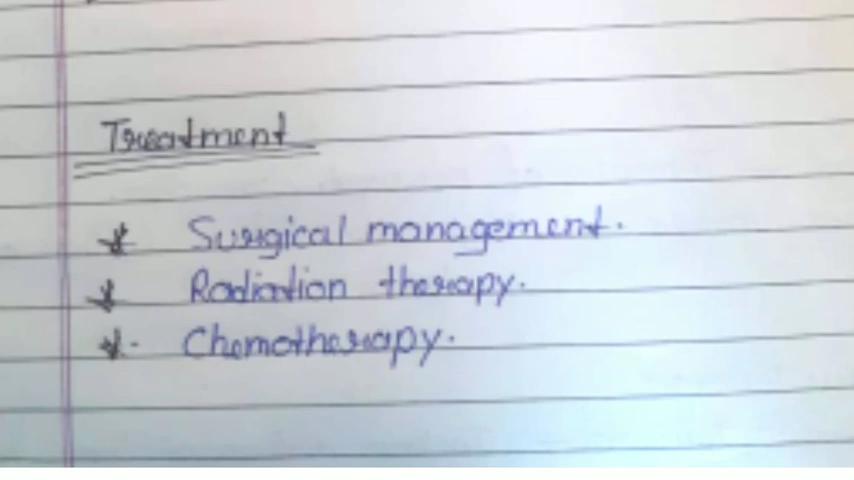 Treatment
* Surgical management.
* Radiation therapy.
* Chemotherapy.